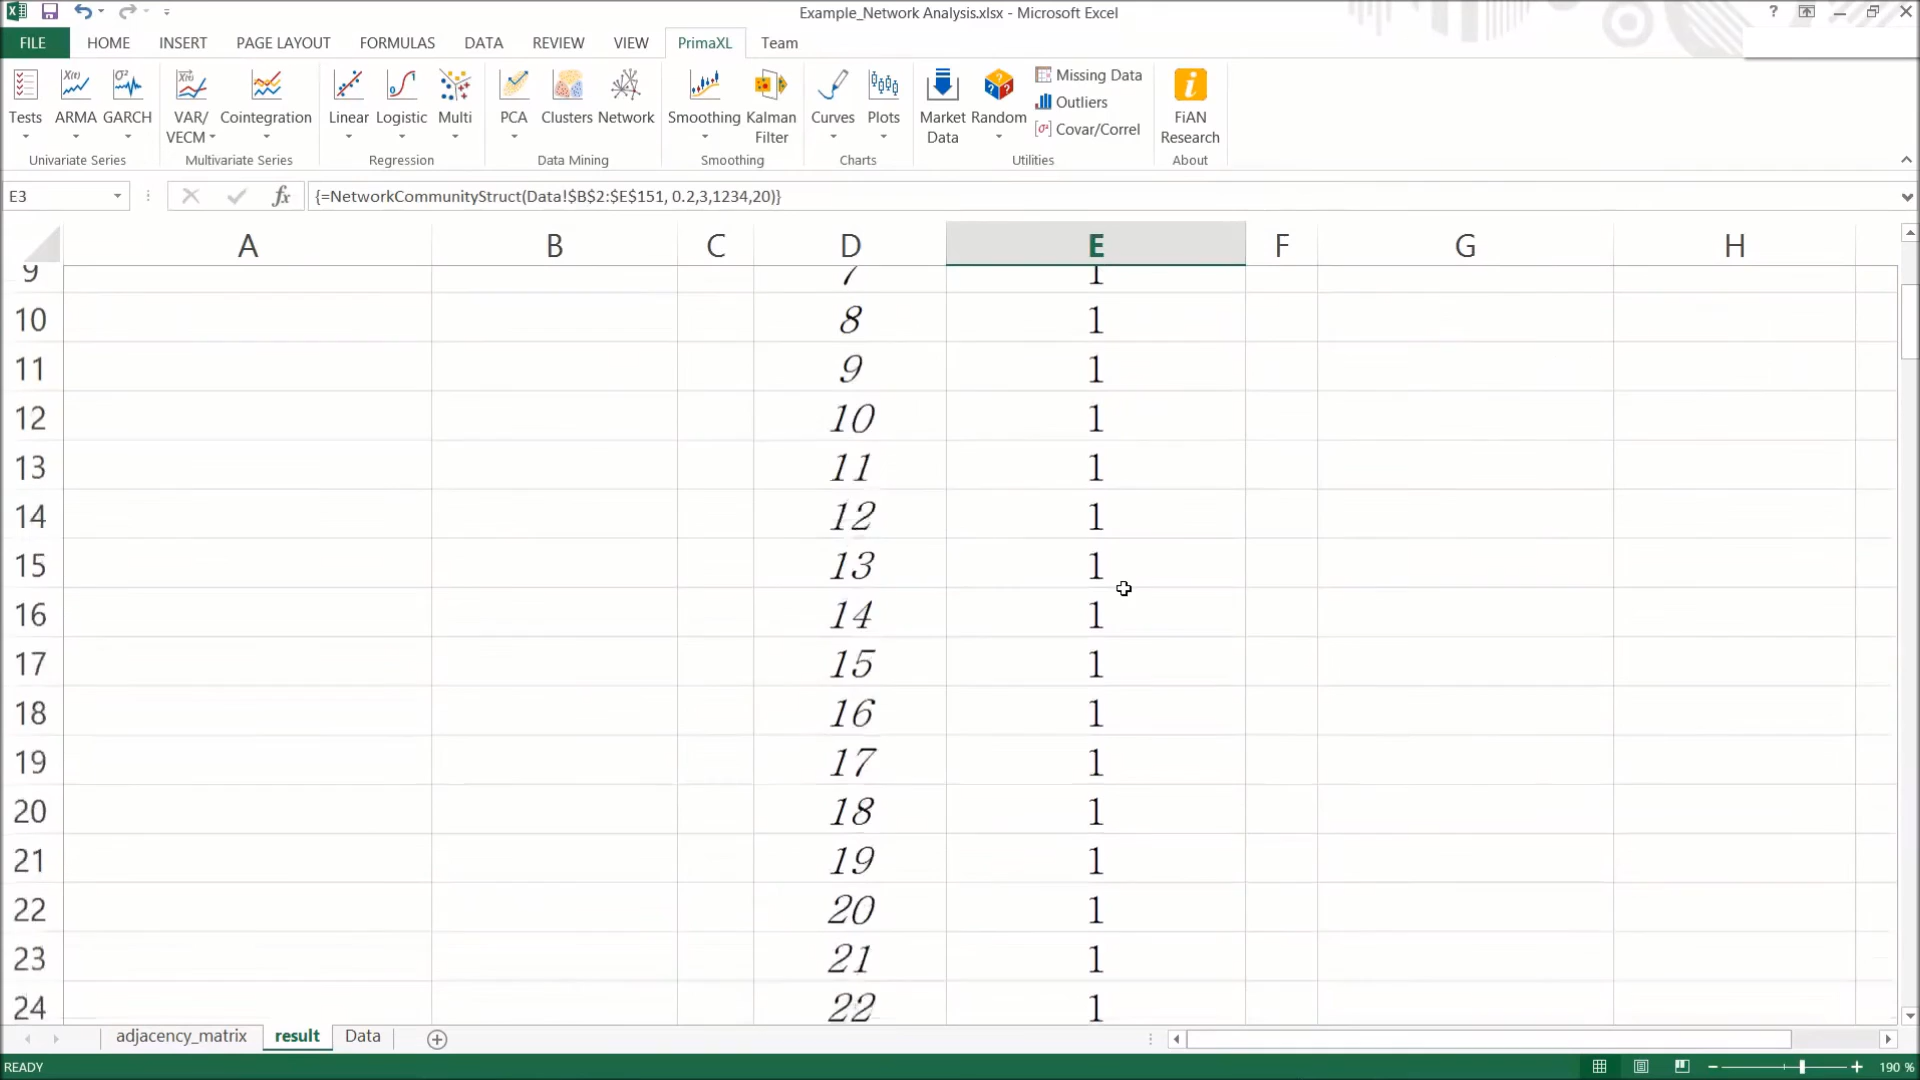 Example_Network Analysis.xlsx - Microsoft Excel
?
FILE HOME INSERT PAGE LAYOUT FORMULAS DATA REVIEW VIEW PrimaXL Team
Tests ARMA GARCH VAR/ VECM Cointegration Linear Logistic Multi PCA Clusters Network Smoothing Kalman Filter Curves Plots Market Data Random Missing Data Outliers Covar/Correl FiAN Research
Univariate Series Multivariate Series Regression Data Mining Smoothing Charts Utilities About
E3 fx {=NetworkCommunityStruct(Data!$B$2:$E$151, 0.2,3,1234,20)}
A B C D E F G H
9 7 1
10 8 1
11 9 1
12 10 1
13 11 1
14 12 1
15 13 1
16 14 1
17 15 1
18 16 1
19 17 1
20 18 1
21 19 1
22 20 1
23 21 1
24 22 1
adjacency_matrix result Data
READY 190 %